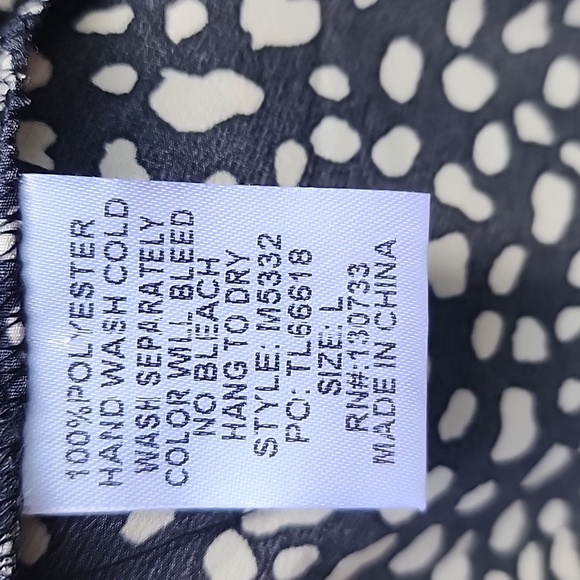 100%POLYESTER
HAND WASH COLD
WASH SEPARATELY
COLOR WILL BLEED
NO BLEACH
HANG TO DRY
STYLE: M5332
PO: TL66618
SIZE: L
RN#:130733
MADE IN CHINA